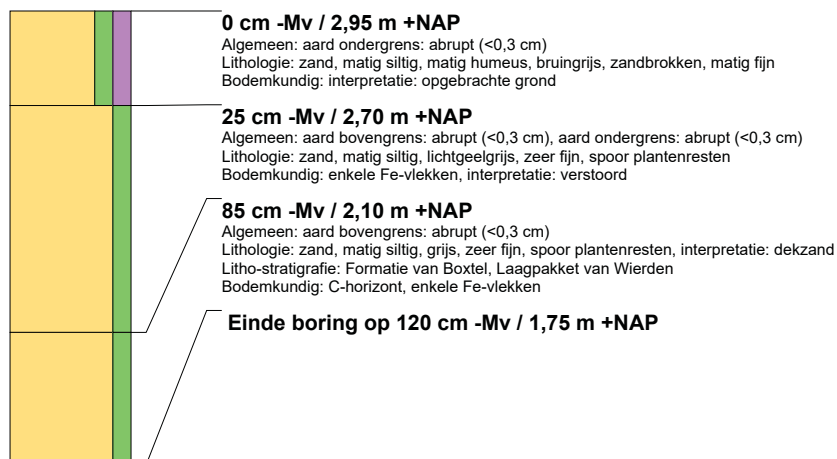 0 cm -Mv / 2,95 m +NAP
Algemeen: aard ondergrens: abrupt (<0,3 cm)
Lithologie: zand, matig siltig, matig humeus, bruingrijs, zandbrokken, matig fijn
Bodemkundig: interpretatie: opgebrachte grond
25 cm -Mv / 2,70 m +NAP
Algemeen: aard bovengrens: abrupt (<0,3 cm), aard ondergrens: abrupt (<0,3 cm)
Lithologie: zand, matig siltig, lichtgeelgrijs, zeer fijn, spoor plantenresten
Bodemkundig: enkele Fe-vlekken, interpretatie: verstoord
85 cm -Mv / 2,10 m +NAP
Algemeen: aard bovengrens: abrupt (<0,3 cm)
Lithologie: zand, matig siltig, grijs, zeer fijn, spoor plantenresten, interpretatie: dekzand
Litho-stratigrafie: Formatie van Boxtel, Laagpakket van Wierden
Bodemkundig: C-horizont, enkele Fe-vlekken
Einde boring op 120 cm -Mv / 1,75 m +NAP